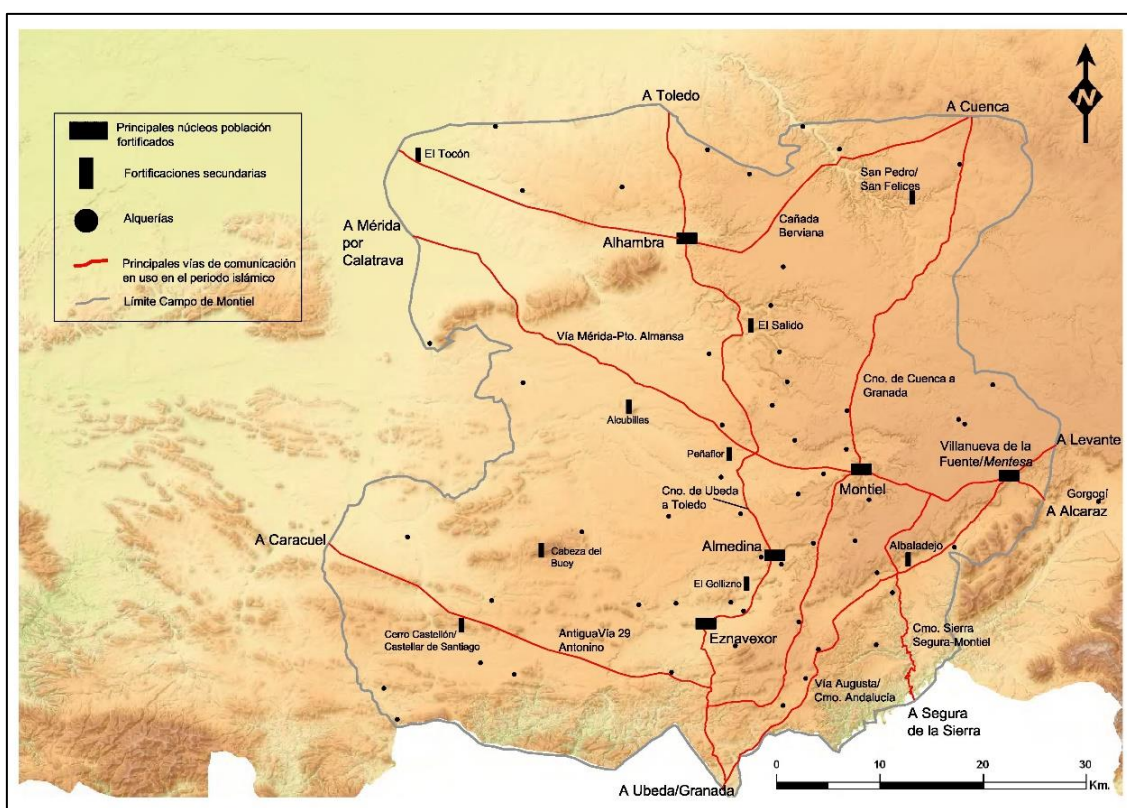 A Toledo
A Cuenca
N
Principales núcleos población
fortificados
Fortificaciones secundarias
Alquerías
Principales vías de comunicación
en uso en el periodo islámico
Límite Campo de Montiel
El Tocón
San Pedro/
San Felices
A Mérida
por
Calatrava
Cañada
Berviana
Alhambra
El Salido
Vía Mérida-Pto. Almansa
Cno. de Cuenca a
Granada
Alcubillas
A Levante
Villanueva de la
Fuente/Mentesa
Peñaflor
Montiel
Cno. de Ubeda
a Toledo
Gorgogí
A Alcaraz
A Caracuel
Almedina
Cabeza del
Buey
Albaladejo
El Gollizno
Cerro Castellón/
Castellar de Santiago
AntiguaVía 29
Antonino
Eznavexor
Cmo. Sierra
Segura-Montiel
Vía Augusta/
Cmo. Andalucía
A Segura
de la Sierra
A Ubeda/Granada
0 10 20 30
Km.